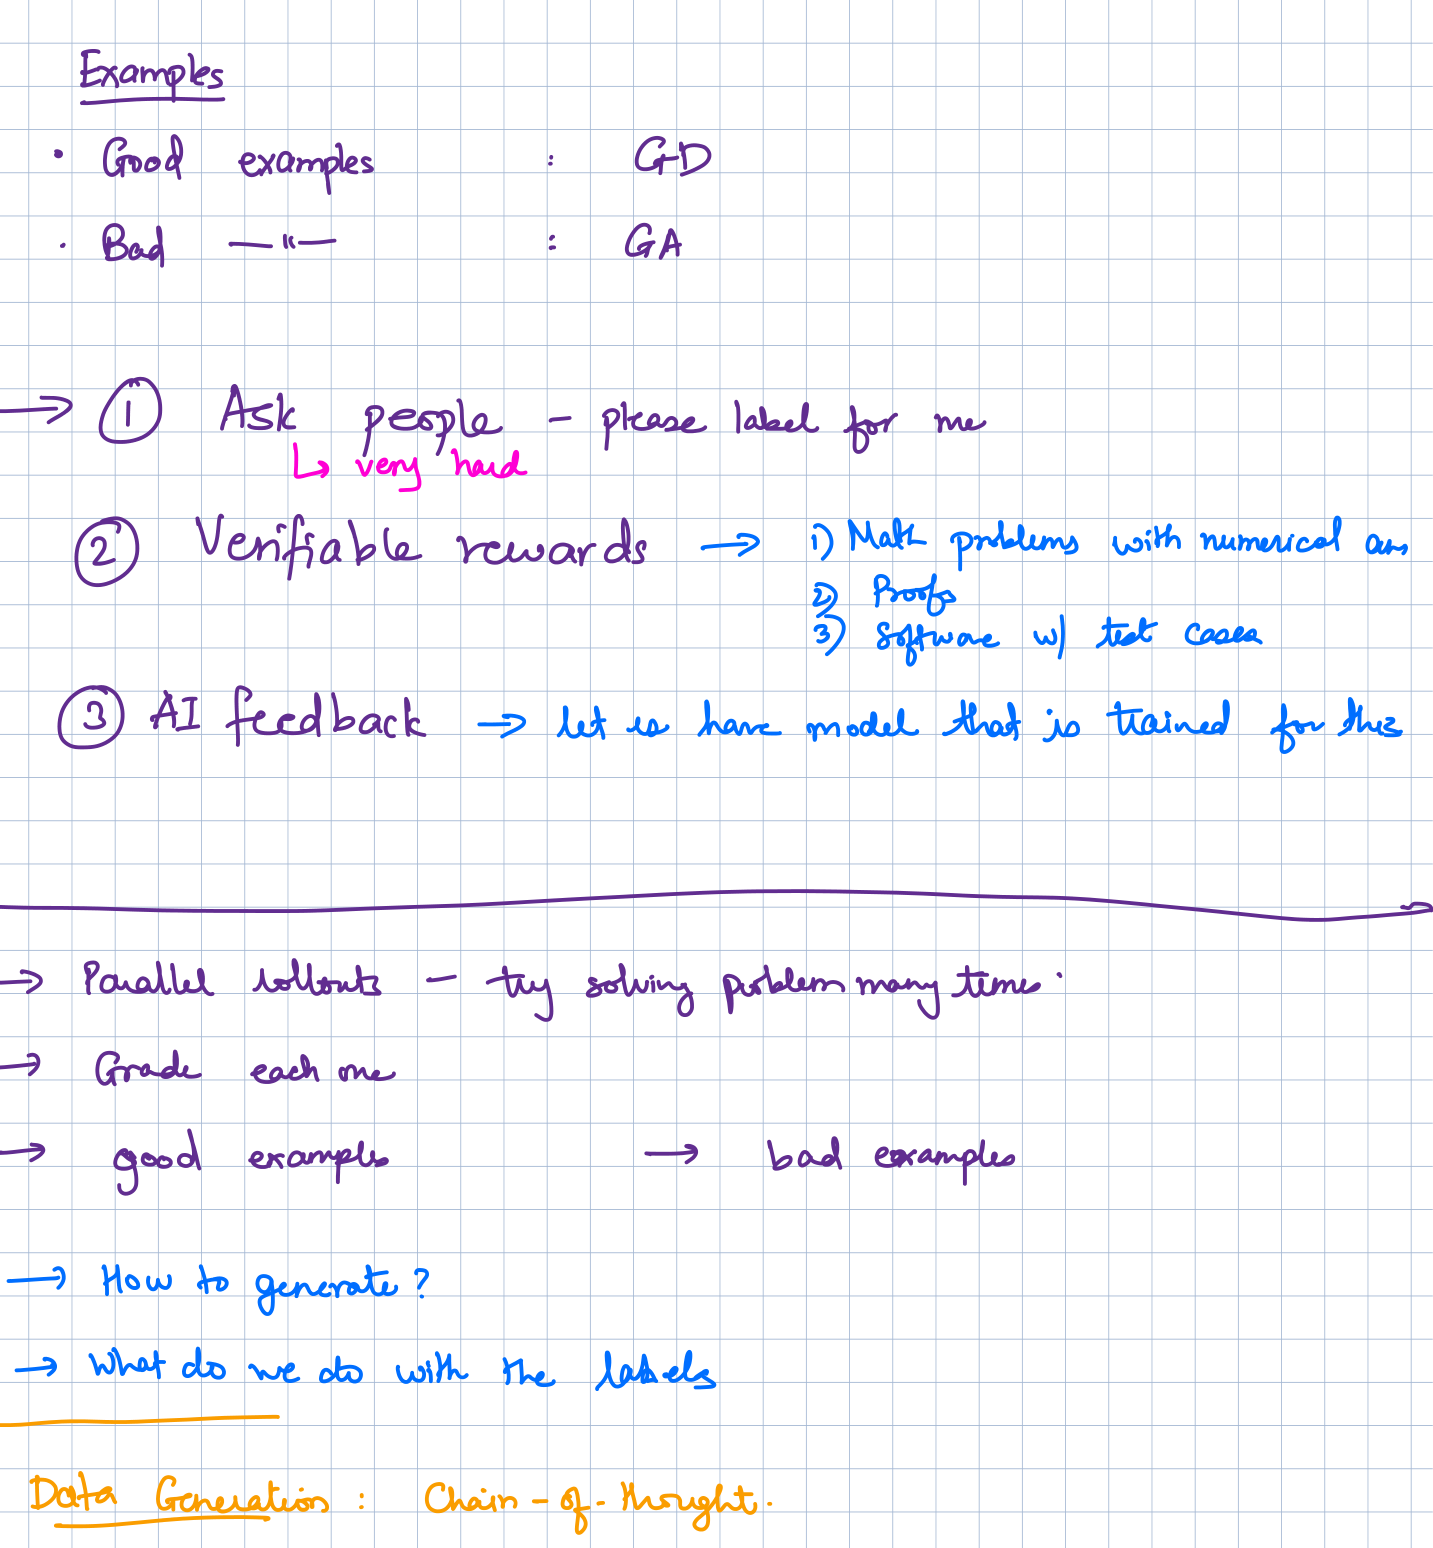 Examples
· Good examples : GD
· Bad —"— : GA
→ ① Ask people – please label for me
↳ very hard
② Verifiable rewards → 1) Math problems with numerical ans
2) Proofs
3) Software w/ test cases
③ AI feedback → let us have model that is trained for this
→ Parallel rollouts – try solving problem many times.
→ Grade each one
→ good examples → bad examples
→ How to generate?
→ What do we do with the labels
Data Generation : Chain-of-thought.